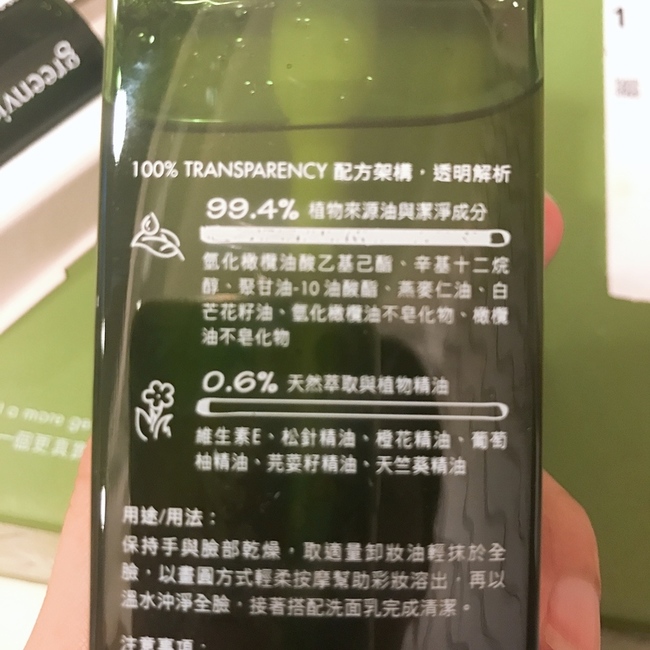 greenvi
1
100% TRANSPARENCY 配方架構，透明解析
99.4% 植物來源油與潔淨成分
氫化橄欖油酸乙基己酯、辛基十二烷
醇、聚甘油-10 油酸酯、燕麥仁油、白
芒花籽油、氫化橄欖油不皂化物、橄欖
油不皂化物
0.6% 天然萃取與植物精油
維生素E、松針精油、橙花精油、葡萄
柚精油、芫荽籽精油、天竺葵精油
a more
一個更真
用途/用法：
保持手與臉部乾燥，取適量卸妝油輕抹於全
臉，以畫圓方式輕柔按摩幫助彩妝溶出，再以
溫水沖淨全臉，接著搭配洗面乳完成清潔。
注意事項：